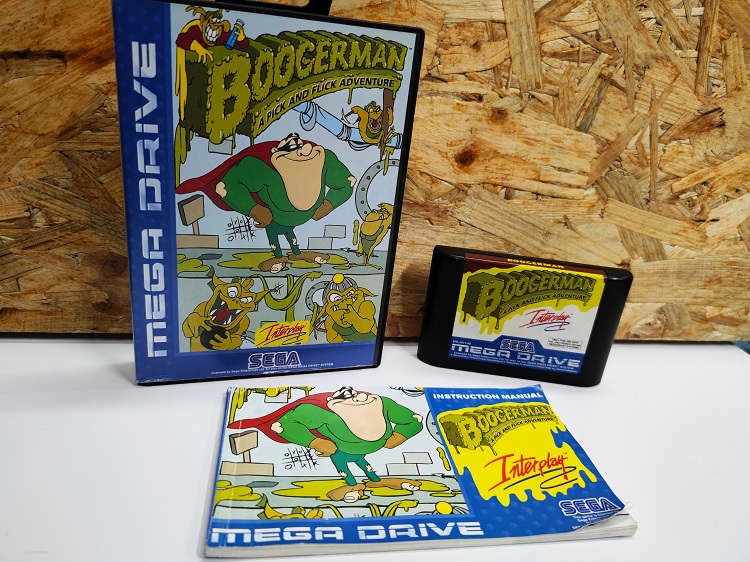 MEGA DRIVE
BOOGERMAN
A PICK AND FLICK ADVENTURE
Interplay
SEGA
BOOGERMAN
BOOGERMAN
A PICK AND FLICK ADVENTURE
Interplay
SEGA
MEGA DRIVE
INSTRUCTION MANUAL
BOOGERMAN
A PICK AND FLICK ADVENTURE
Interplay
SEGA
MEGA DRIVE